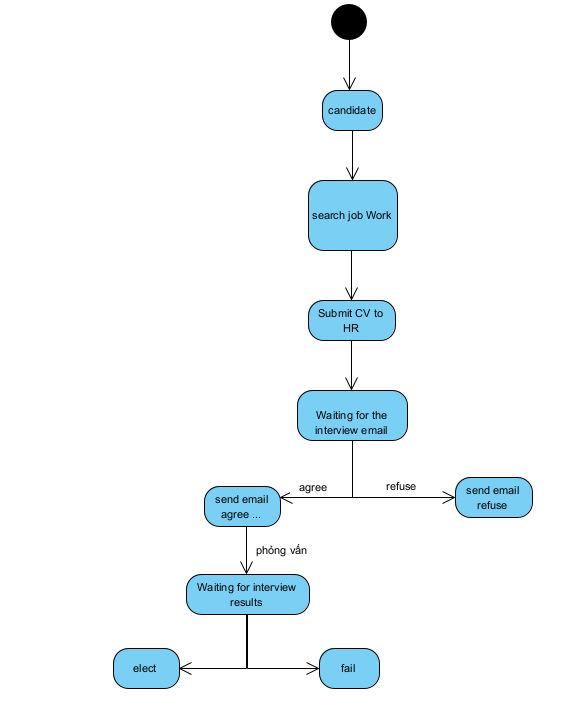 candidate
search job Work
Submit CV to
HR
Waiting for the
interview email
agree
refuse
send email
agree ...
send email
refuse
phỏng vấn
Waiting for interview
results
elect
fail